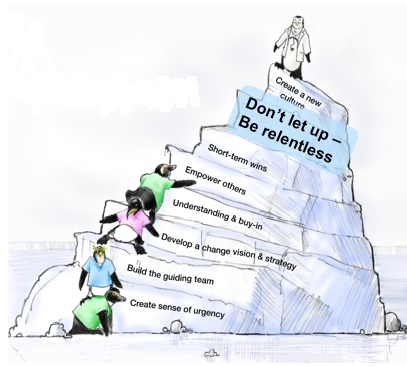 Create a new
culture
Don't let up –
Be relentless
Short-term wins
Empower others
Understanding & buy-in
Develop a change vision & strategy
Build the guiding team
Create sense of urgency